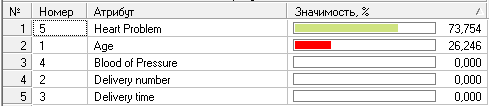 № Номер Атрибут Значимость, % /
1 5 Heart Problem 73,754
2 1 Age 26,246
3 4 Blood of Pressure 0,000
4 2 Delivery number 0,000
5 3 Delivery time 0,000